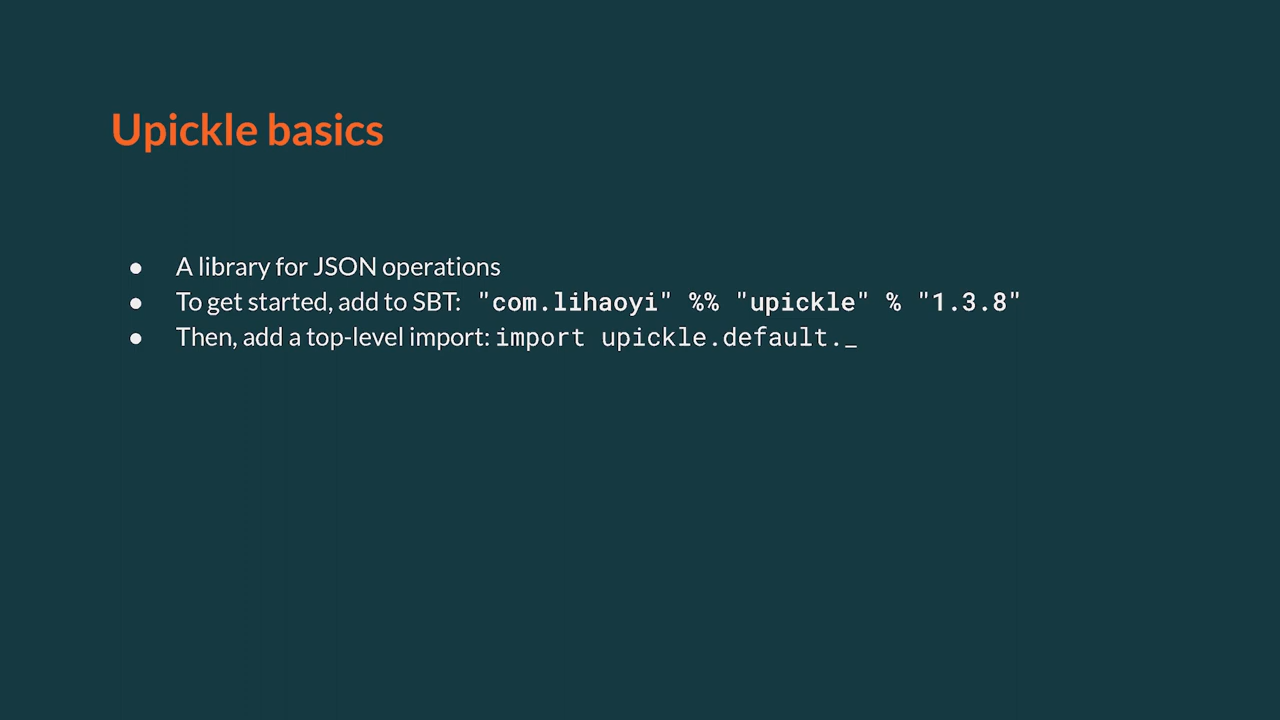 Upickle basics
● A library for JSON operations
● To get started, add to SBT: "com.lihaoyi" %% "upickle" % "1.3.8"
● Then, add a top-level import: import upickle.default._